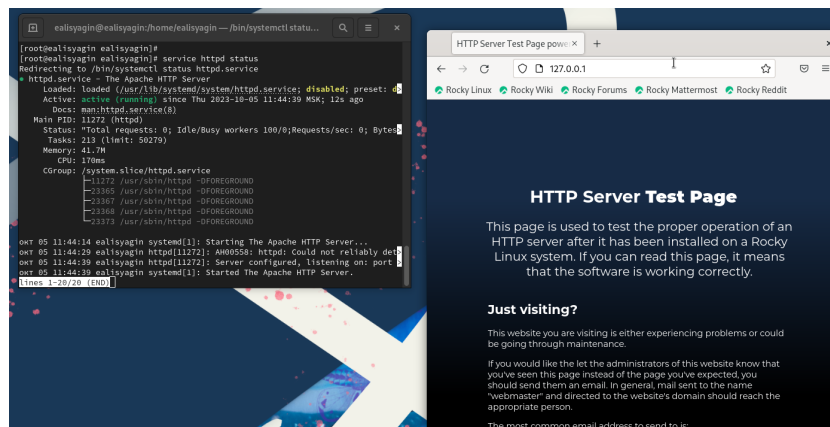 ealisyagin@ealisyagin:/home/ealisyagin — /bin/systemctl statu...
[root@ealisyagin ealisyagin]#
[root@ealisyagin ealisyagin]# service httpd status
Redirecting to /bin/systemctl status httpd.service
● httpd.service - The Apache HTTP Server
Loaded: loaded (/usr/lib/systemd/system/httpd.service; disabled; preset: d>
Active: active (running) since Thu 2023-10-05 11:44:39 MSK; 12s ago
Docs: man:httpd.service(8)
Main PID: 11272 (httpd)
Status: "Total requests: 0; Idle/Busy workers 100/0;Requests/sec: 0; Bytes>
Tasks: 213 (limit: 50279)
Memory: 41.7M
CPU: 170ms
CGroup: /system.slice/httpd.service
├─11272 /usr/sbin/httpd -DFOREGROUND
├─23365 /usr/sbin/httpd -DFOREGROUND
├─23367 /usr/sbin/httpd -DFOREGROUND
├─23368 /usr/sbin/httpd -DFOREGROUND
└─23373 /usr/sbin/httpd -DFOREGROUND
окт 05 11:44:14 ealisyagin systemd[1]: Starting The Apache HTTP Server...
окт 05 11:44:29 ealisyagin httpd[11272]: AH00558: httpd: Could not reliably det>
окт 05 11:44:39 ealisyagin httpd[11272]: Server configured, listening on: port >
окт 05 11:44:39 ealisyagin systemd[1]: Started The Apache HTTP Server.
lines 1-20/20 (END)
HTTP Server Test Page powe
127.0.0.1
Rocky Linux Rocky Wiki Rocky Forums Rocky Mattermost Rocky Reddit
HTTP Server Test Page
This page is used to test the proper operation of an
HTTP server after it has been installed on a Rocky
Linux system. If you can read this page, it means
that the software is working correctly.
Just visiting?
This website you are visiting is either experiencing problems or could
be going through maintenance.
If you would like the let the administrators of this website know that
you've seen this page instead of the page you've expected, you
should send them an email. In general, mail sent to the name
"webmaster" and directed to the website's domain should reach the
appropriate person.
The most common email address to send to is: